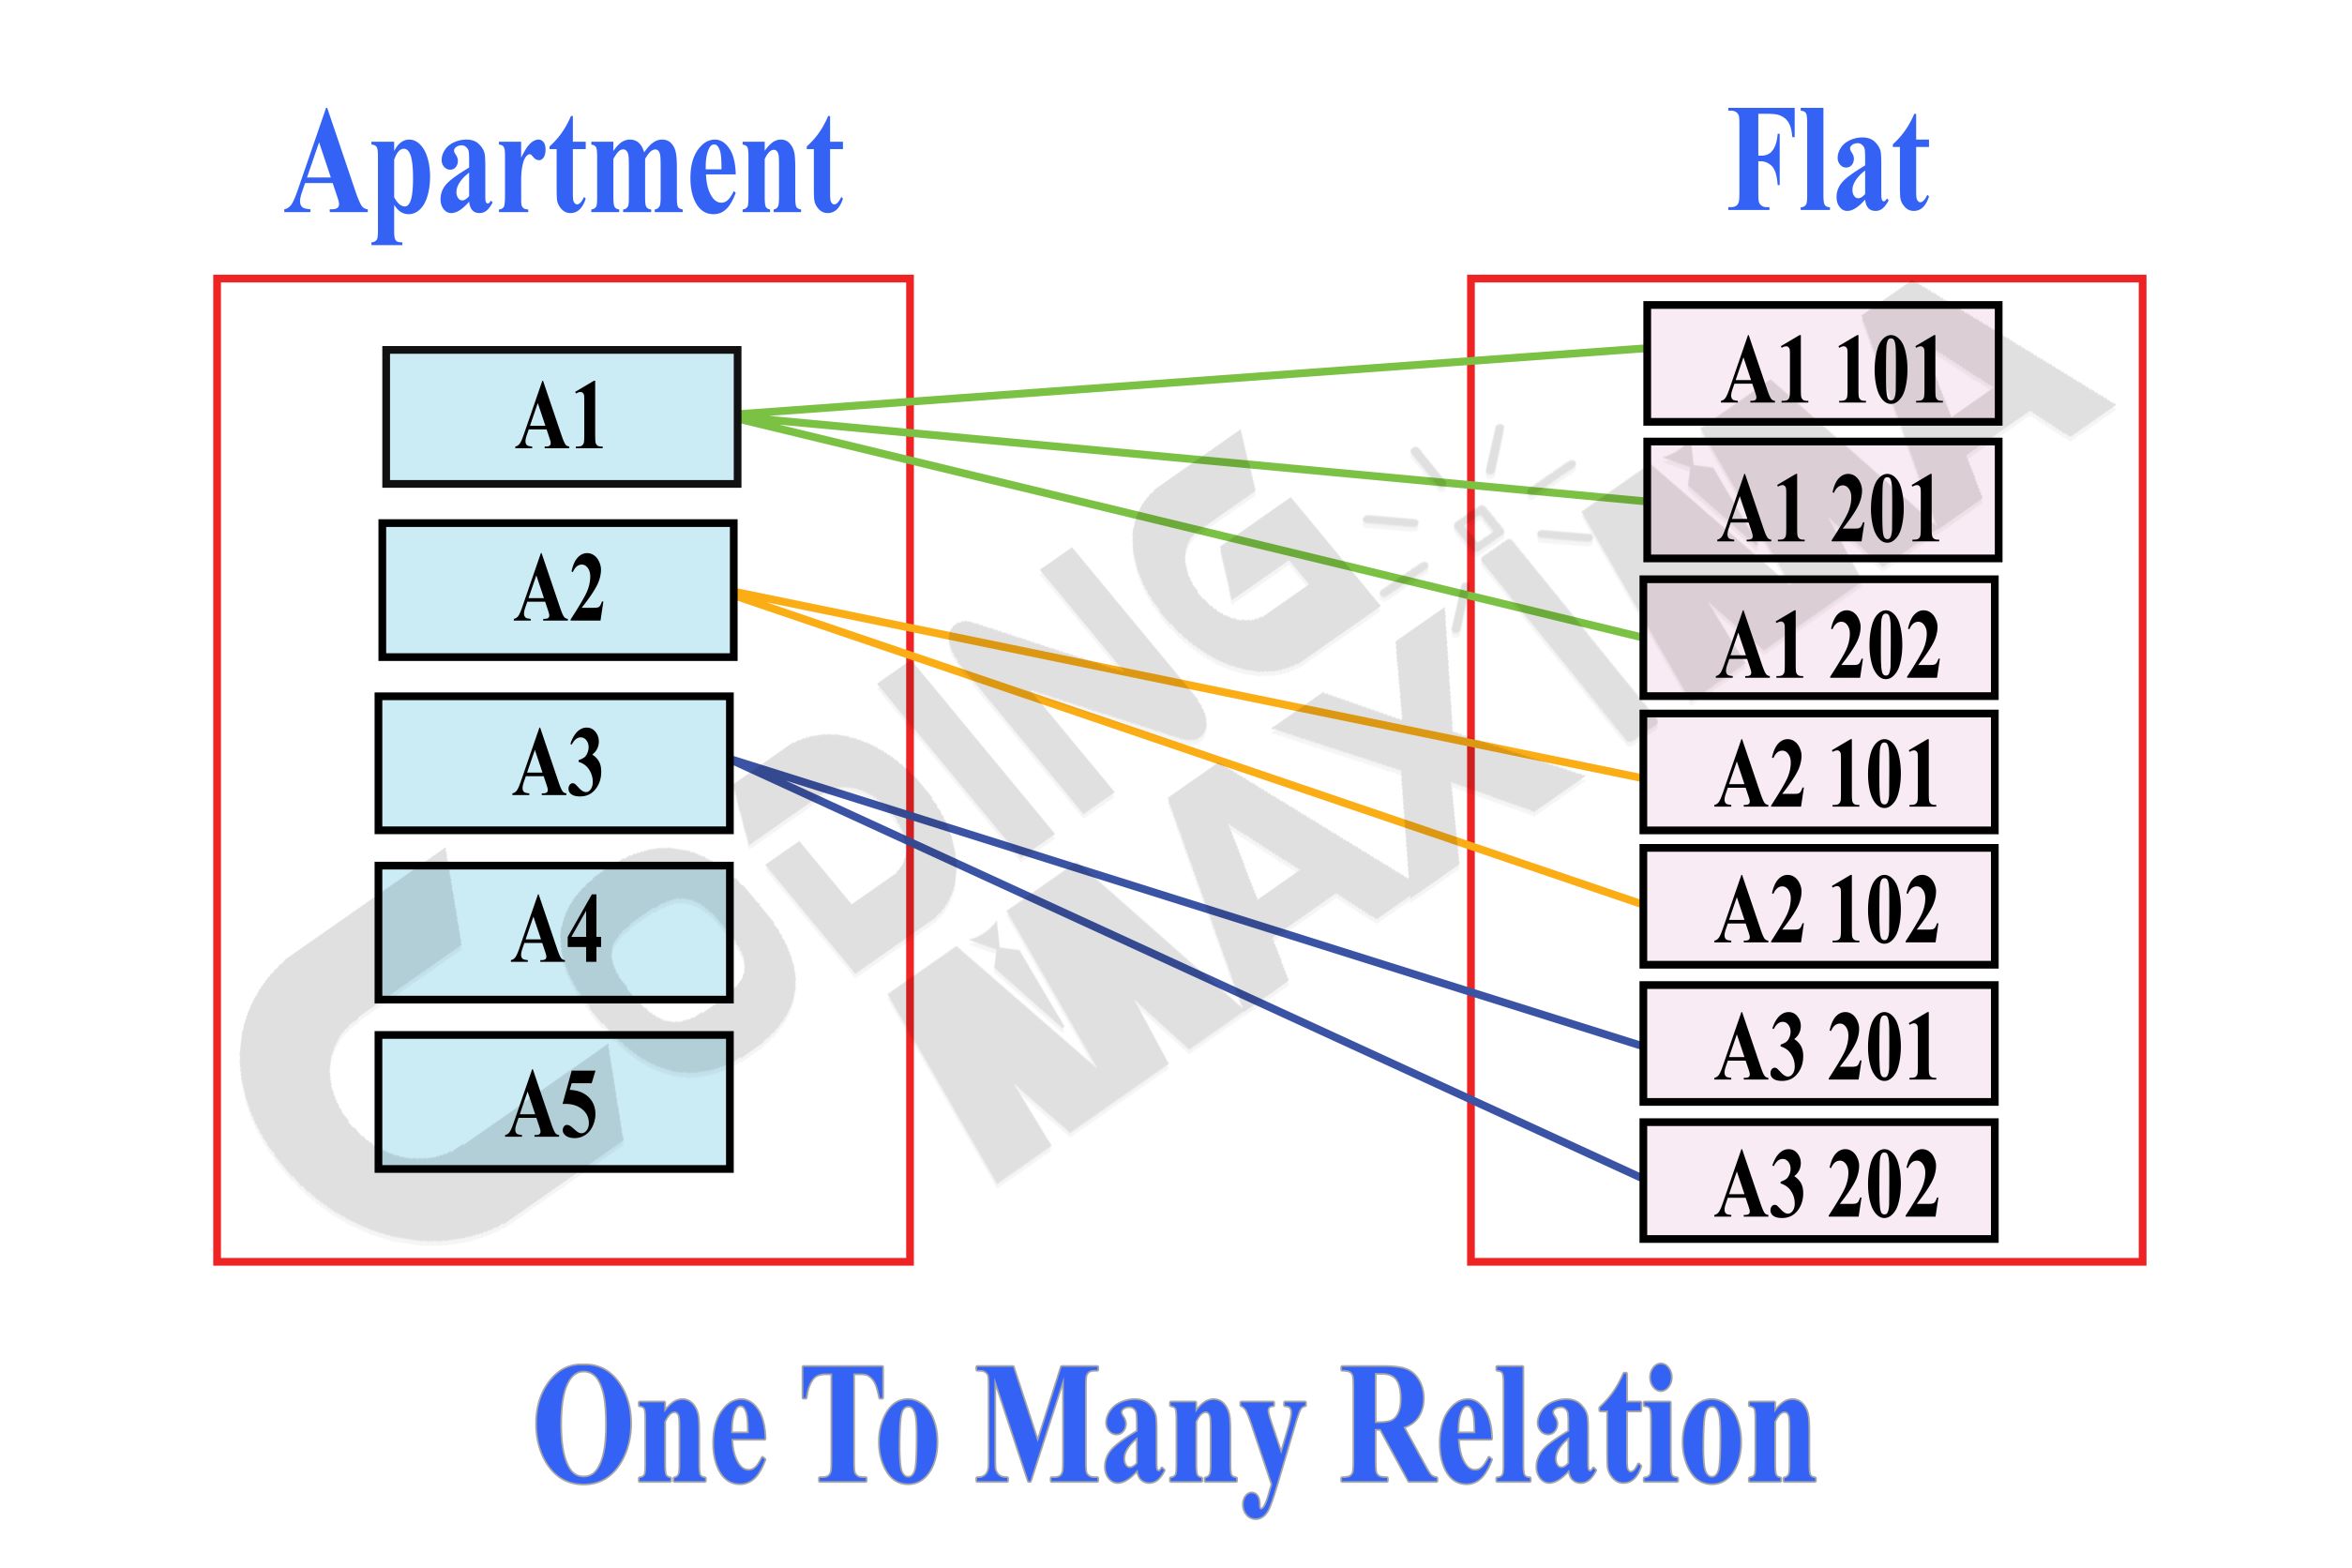 Apartment
Flat
A1
A2
A3
A4
A5
A1 101
A1 201
A1 202
A2 101
A2 102
A3 201
A3 202
CODING
MAXIMA
One To Many Relation